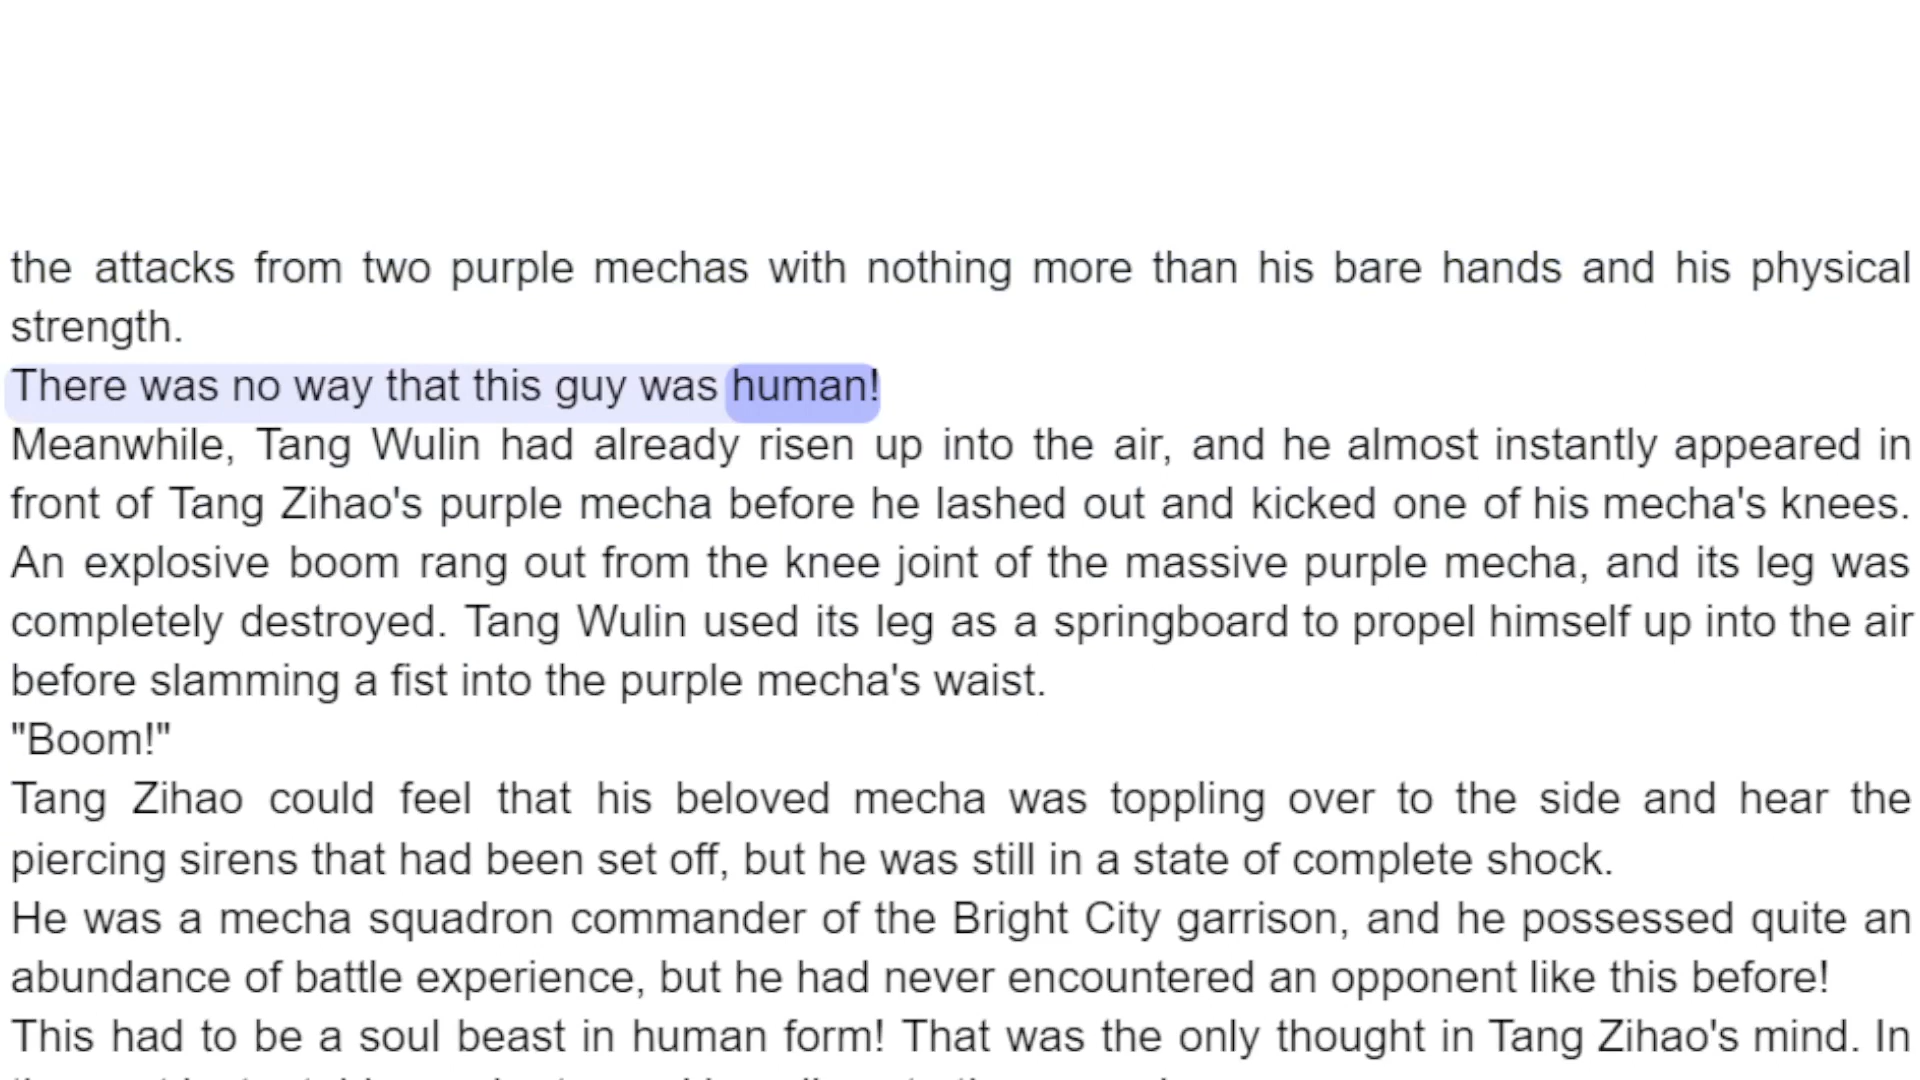 the attacks from two purple mechas with nothing more than his bare hands and his physical
strength.
There was no way that this guy was human!
Meanwhile, Tang Wulin had already risen up into the air, and he almost instantly appeared in
front of Tang Zihao's purple mecha before he lashed out and kicked one of his mecha's knees.
An explosive boom rang out from the knee joint of the massive purple mecha, and its leg was
completely destroyed. Tang Wulin used its leg as a springboard to propel himself up into the air
before slamming a fist into the purple mecha's waist.
"Boom!"
Tang Zihao could feel that his beloved mecha was toppling over to the side and hear the
piercing sirens that had been set off, but he was still in a state of complete shock.
He was a mecha squadron commander of the Bright City garrison, and he possessed quite an
abundance of battle experience, but he had never encountered an opponent like this before!
This had to be a soul beast in human form! That was the only thought in Tang Zihao's mind. In